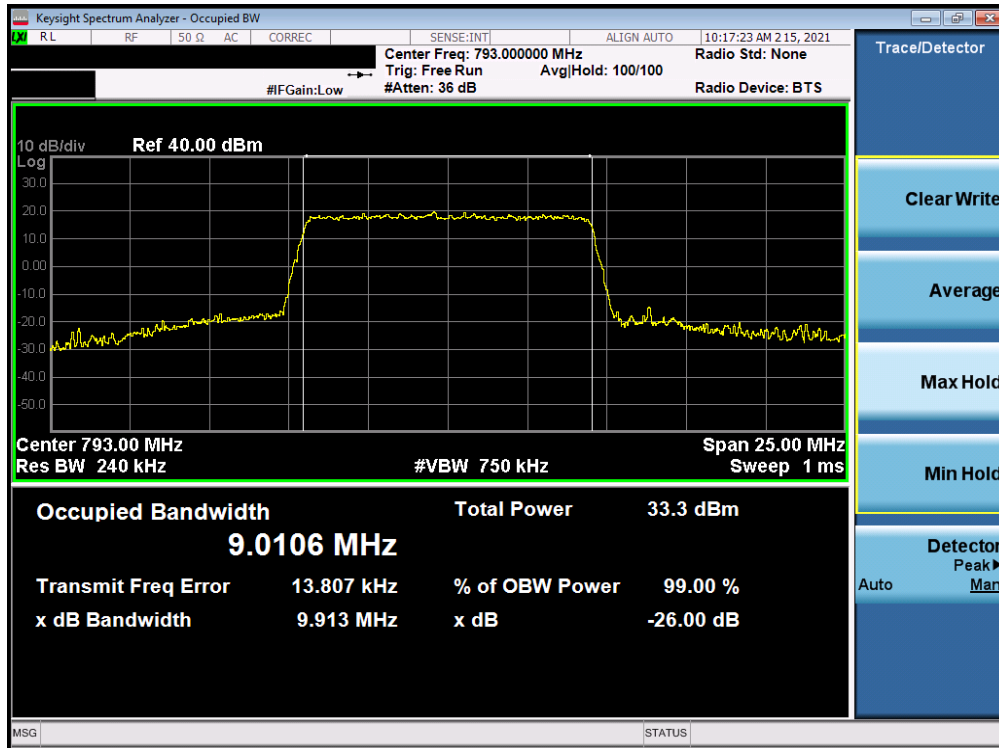 Keysight Spectrum Analyzer - Occupied BW
LXI RL RF 50 Ω AC CORREC SENSE:INT ALIGN AUTO 10:17:23 AM 2 15, 2021
Center Freq: 793.000000 MHz Radio Std: None
Trig: Free Run Avg|Hold: 100/100
#IFGain:Low #Atten: 36 dB Radio Device: BTS
10 dB/div Ref 40.00 dBm
Log
30.0
20.0
10.0
0.00
-10.0
-20.0
-30.0
-40.0
-50.0
Center 793.00 MHz Span 25.00 MHz
Res BW 240 kHz #VBW 750 kHz Sweep 1 ms
Occupied Bandwidth Total Power 33.3 dBm
9.0106 MHz
Transmit Freq Error 13.807 kHz % of OBW Power 99.00 %
x dB Bandwidth 9.913 MHz x dB -26.00 dB
MSG STATUS
Trace/Detector
Clear Write
Average
Max Hold
Min Hold
Detector
Peak▶
Auto Man